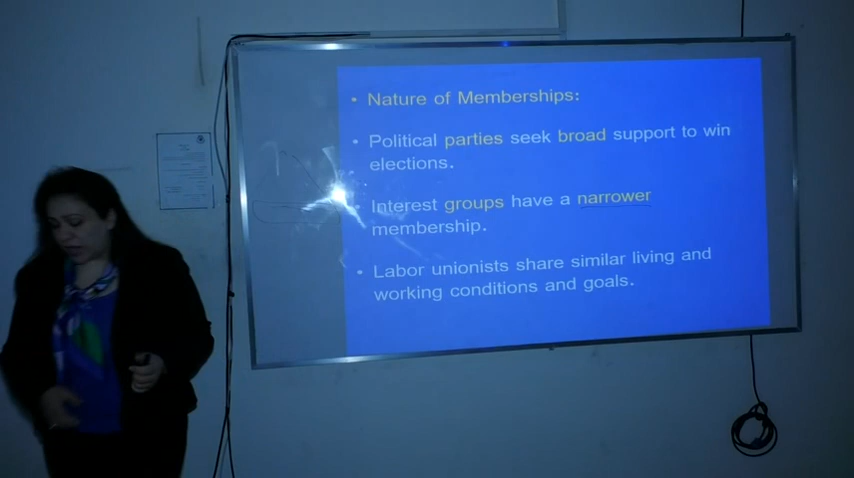 • Nature of Memberships:
• Political parties seek broad support to win
elections.
• Interest groups have a narrower
membership.
• Labor unionists share similar living and
working conditions and goals.